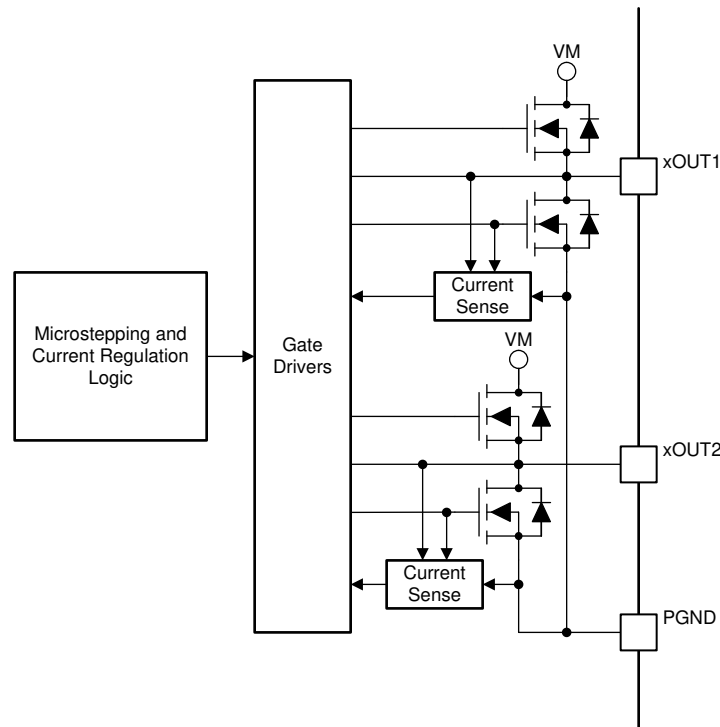 VM
xOUT1
Current
Sense
Microstepping and
Current Regulation
Logic
Gate
Drivers
VM
xOUT2
Current
Sense
PGND